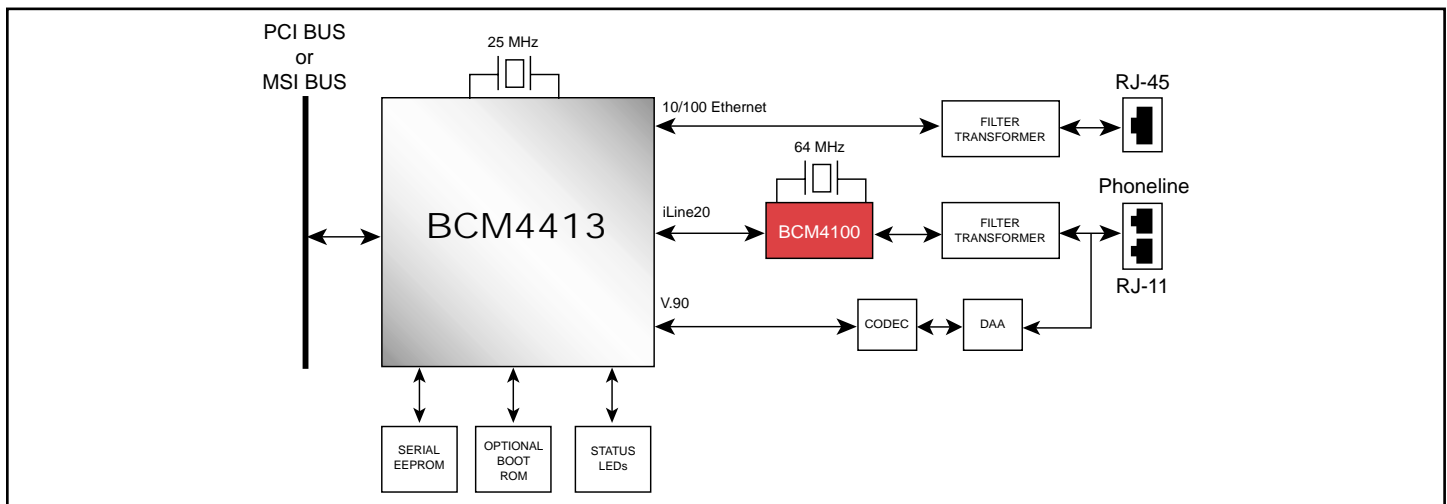 PCI BUS
or
MSI BUS
25 MHz
10/100 Ethernet
FILTER
TRANSFORMER
RJ-45
64 MHz
BCM4413
iLine20
BCM4100
FILTER
TRANSFORMER
Phoneline
RJ-11
V.90
CODEC
DAA
SERIAL
EEPROM
OPTIONAL
BOOT
ROM
STATUS
LEDs